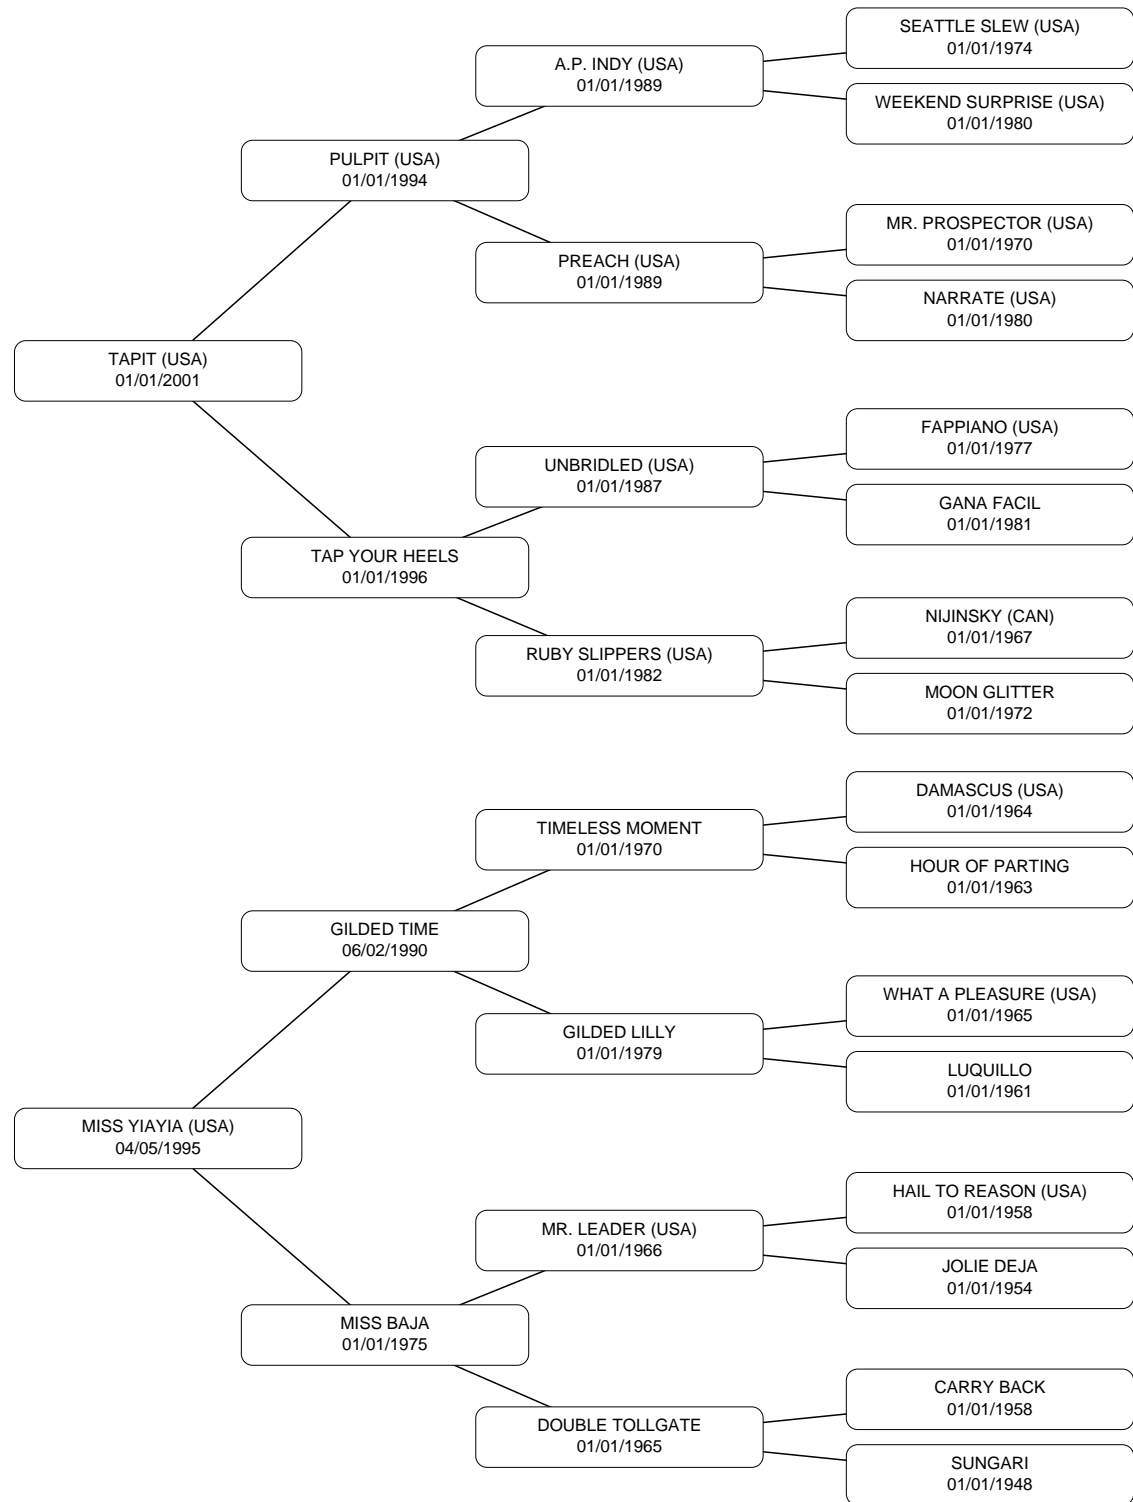 SEATTLE SLEW (USA)
01/01/1974
A.P. INDY (USA)
01/01/1989
WEEKEND SURPRISE (USA)
01/01/1980
PULPIT (USA)
01/01/1994
MR. PROSPECTOR (USA)
01/01/1970
PREACH (USA)
01/01/1989
NARRATE (USA)
01/01/1980
TAPIT (USA)
01/01/2001
FAPPIANO (USA)
01/01/1977
UNBRIDLED (USA)
01/01/1987
GANA FACIL
01/01/1981
TAP YOUR HEELS
01/01/1996
NIJINSKY (CAN)
01/01/1967
RUBY SLIPPERS (USA)
01/01/1982
MOON GLITTER
01/01/1972
DAMASCUS (USA)
01/01/1964
TIMELESS MOMENT
01/01/1970
HOUR OF PARTING
01/01/1963
GILDED TIME
06/02/1990
WHAT A PLEASURE (USA)
01/01/1965
GILDED LILLY
01/01/1979
LUQUILLO
01/01/1961
MISS YIAYIA (USA)
04/05/1995
HAIL TO REASON (USA)
01/01/1958
MR. LEADER (USA)
01/01/1966
JOLIE DEJA
01/01/1954
MISS BAJA
01/01/1975
CARRY BACK
01/01/1958
DOUBLE TOLLGATE
01/01/1965
SUNGARI
01/01/1948